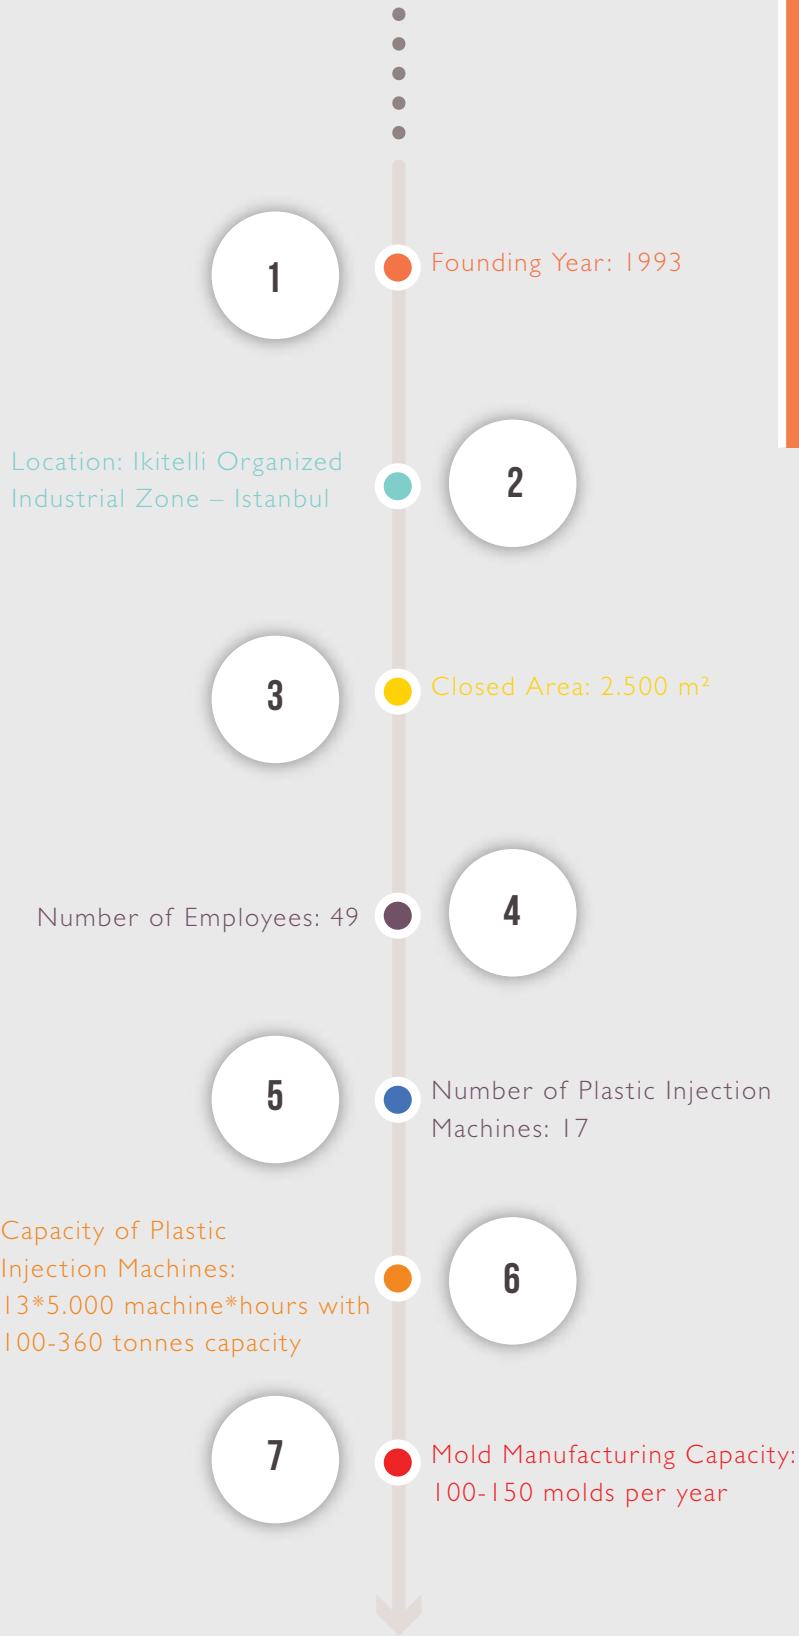 1
Founding Year: 1993
Location: Ikitelli Organized
Industrial Zone – Istanbul
2
3
Closed Area: 2.500 m²
Number of Employees: 49
4
5
Number of Plastic Injection
Machines: 17
Capacity of Plastic
Injection Machines:
13*5.000 machine*hours with
100-360 tonnes capacity
6
7
Mold Manufacturing Capacity:
100-150 molds per year